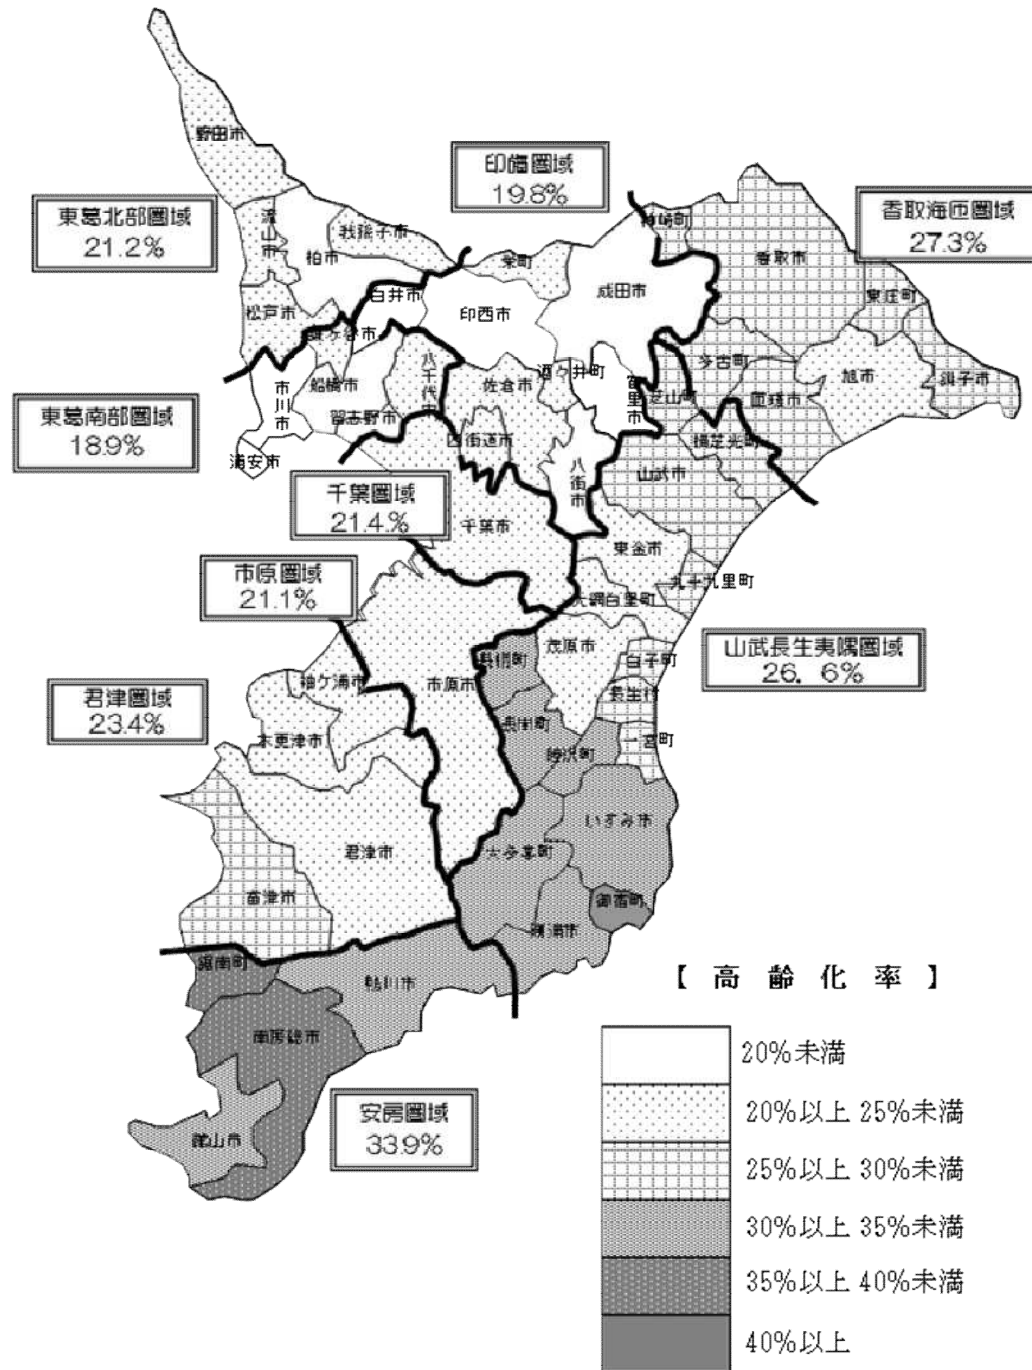 野田市
印旛圏域
19.8%
東葛北部圏域
21.2%
香取海匝圏域
27.3%
流山市
我孫子市
柏市
栄町
神崎町
香取市
東庄町
成田市
白井市
印西市
松戸市
鎌ケ谷市
多古町
旭市
銚子市
船橋市
八千代市
佐倉市
酒々井町
富里市
芝山町
匝瑳市
東葛南部圏域
18.9%
市川市
習志野市
四街道市
横芝光町
浦安市
八街市
山武市
千葉圏域
21.4.%
千葉市
東金市
九十九里町
市原圏域
21.1%
大網白里町
茂原市
白子町
山武長生夷隅圏域
26.6%
長柄町
袖ケ浦市
市原市
長生村
君津圏域
23.4%
長南町
木更津市
睦沢町
一宮町
いすみ市
君津市
大多喜町
富津市
御宿町
勝浦市
鋸南町
鴨川市
【高齢化率】
南房総市
20%未満
安房圏域
33.9%
20%以上 25%未満
館山市
25%以上 30%未満
30%以上 35%未満
35%以上 40%未満
40%以上